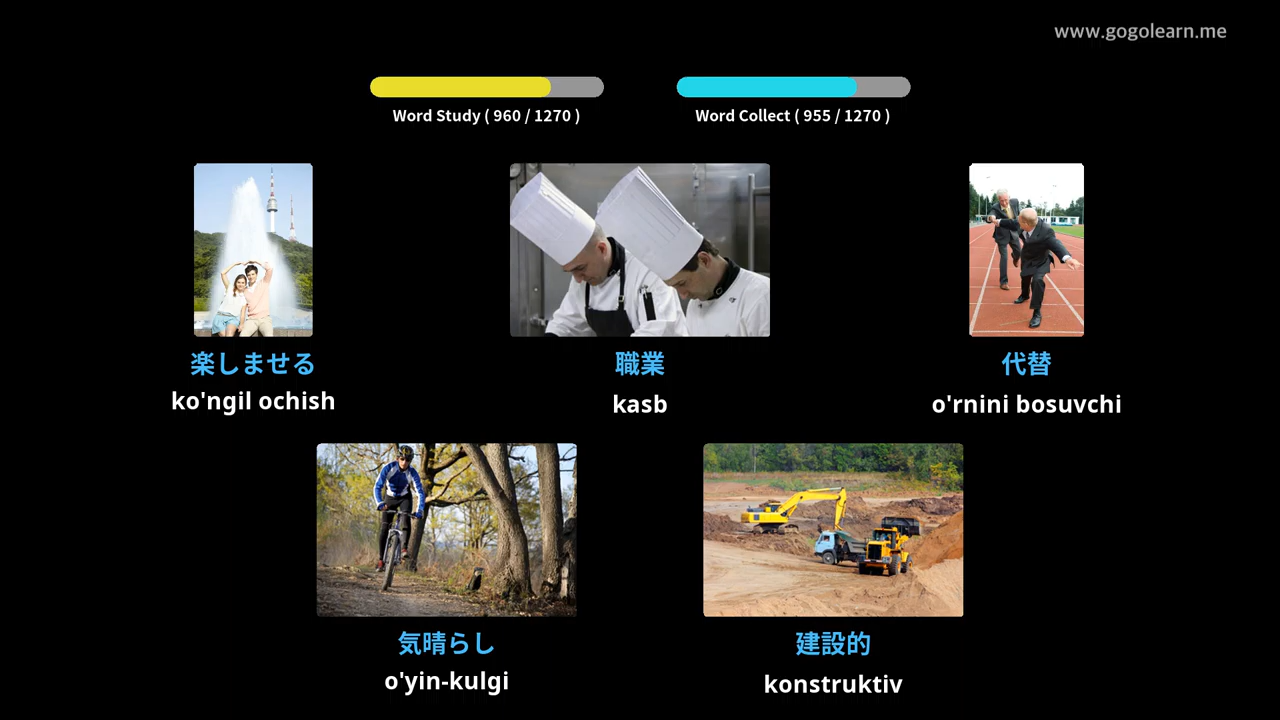 www.gogolearn.me
Word Study ( 960 / 1270 )
Word Collect ( 955 / 1270 )
楽しませる
ko'ngil ochish
職業
kasb
代替
o'rnini bosuvchi
気晴らし
o'yin-kulgi
建設的
konstruktiv